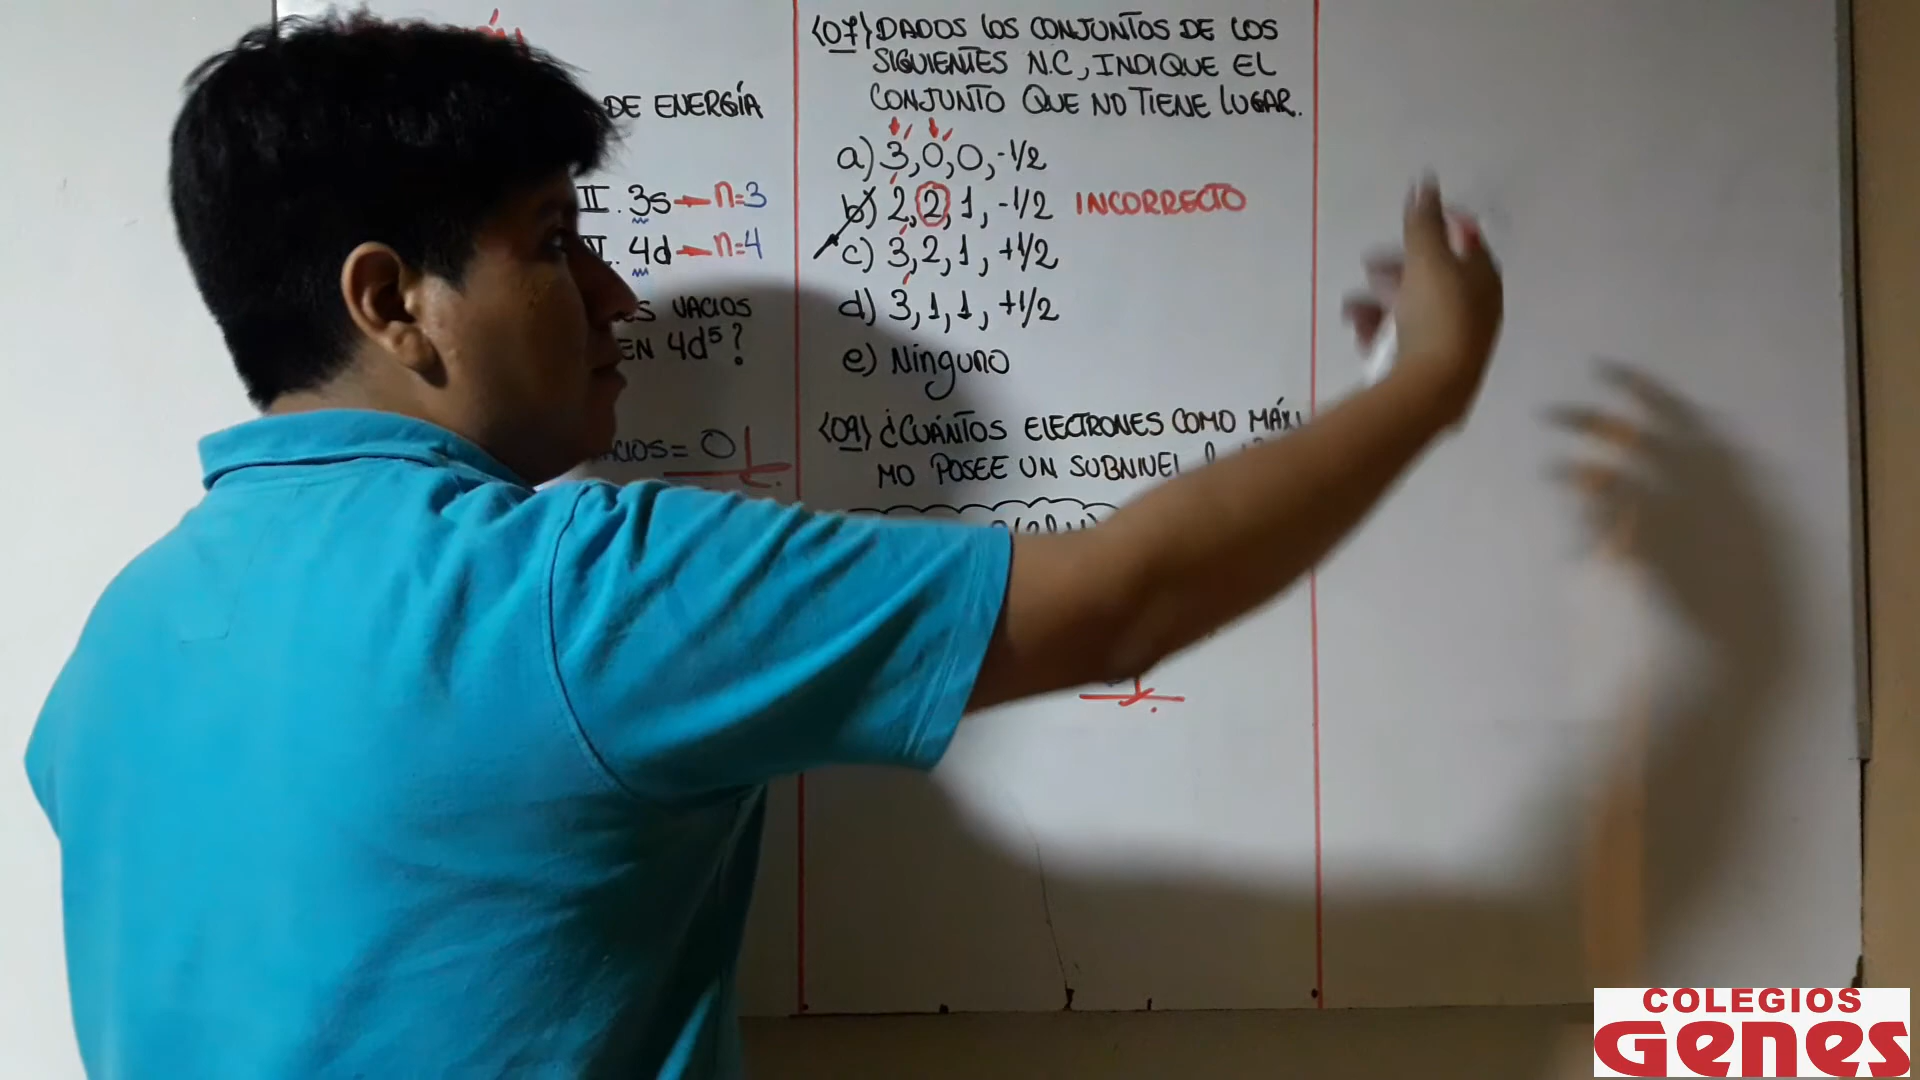 DE ENERGÍA
II. 3s → n=3
4d → n=4
VACIOS
EN 4d⁵?
= 0
<07> DADOS LOS CONJUNTOS DE LOS
SIGUIENTES N.C, INDIQUE EL
CONJUNTO QUE NO TIENE LUGAR.
a) 3, 0, 0, -1/2
b) 2, 2, 1, -1/2 INCORRECTO
c) 3, 2, 1, +1/2
d) 3, 1, 1, +1/2
e) Ninguno
<09> ¿CUÁNTOS ELECTRONES COMO MÁXI
MO POSEE UN SUBNIVEL
COLEGIOS
Genes